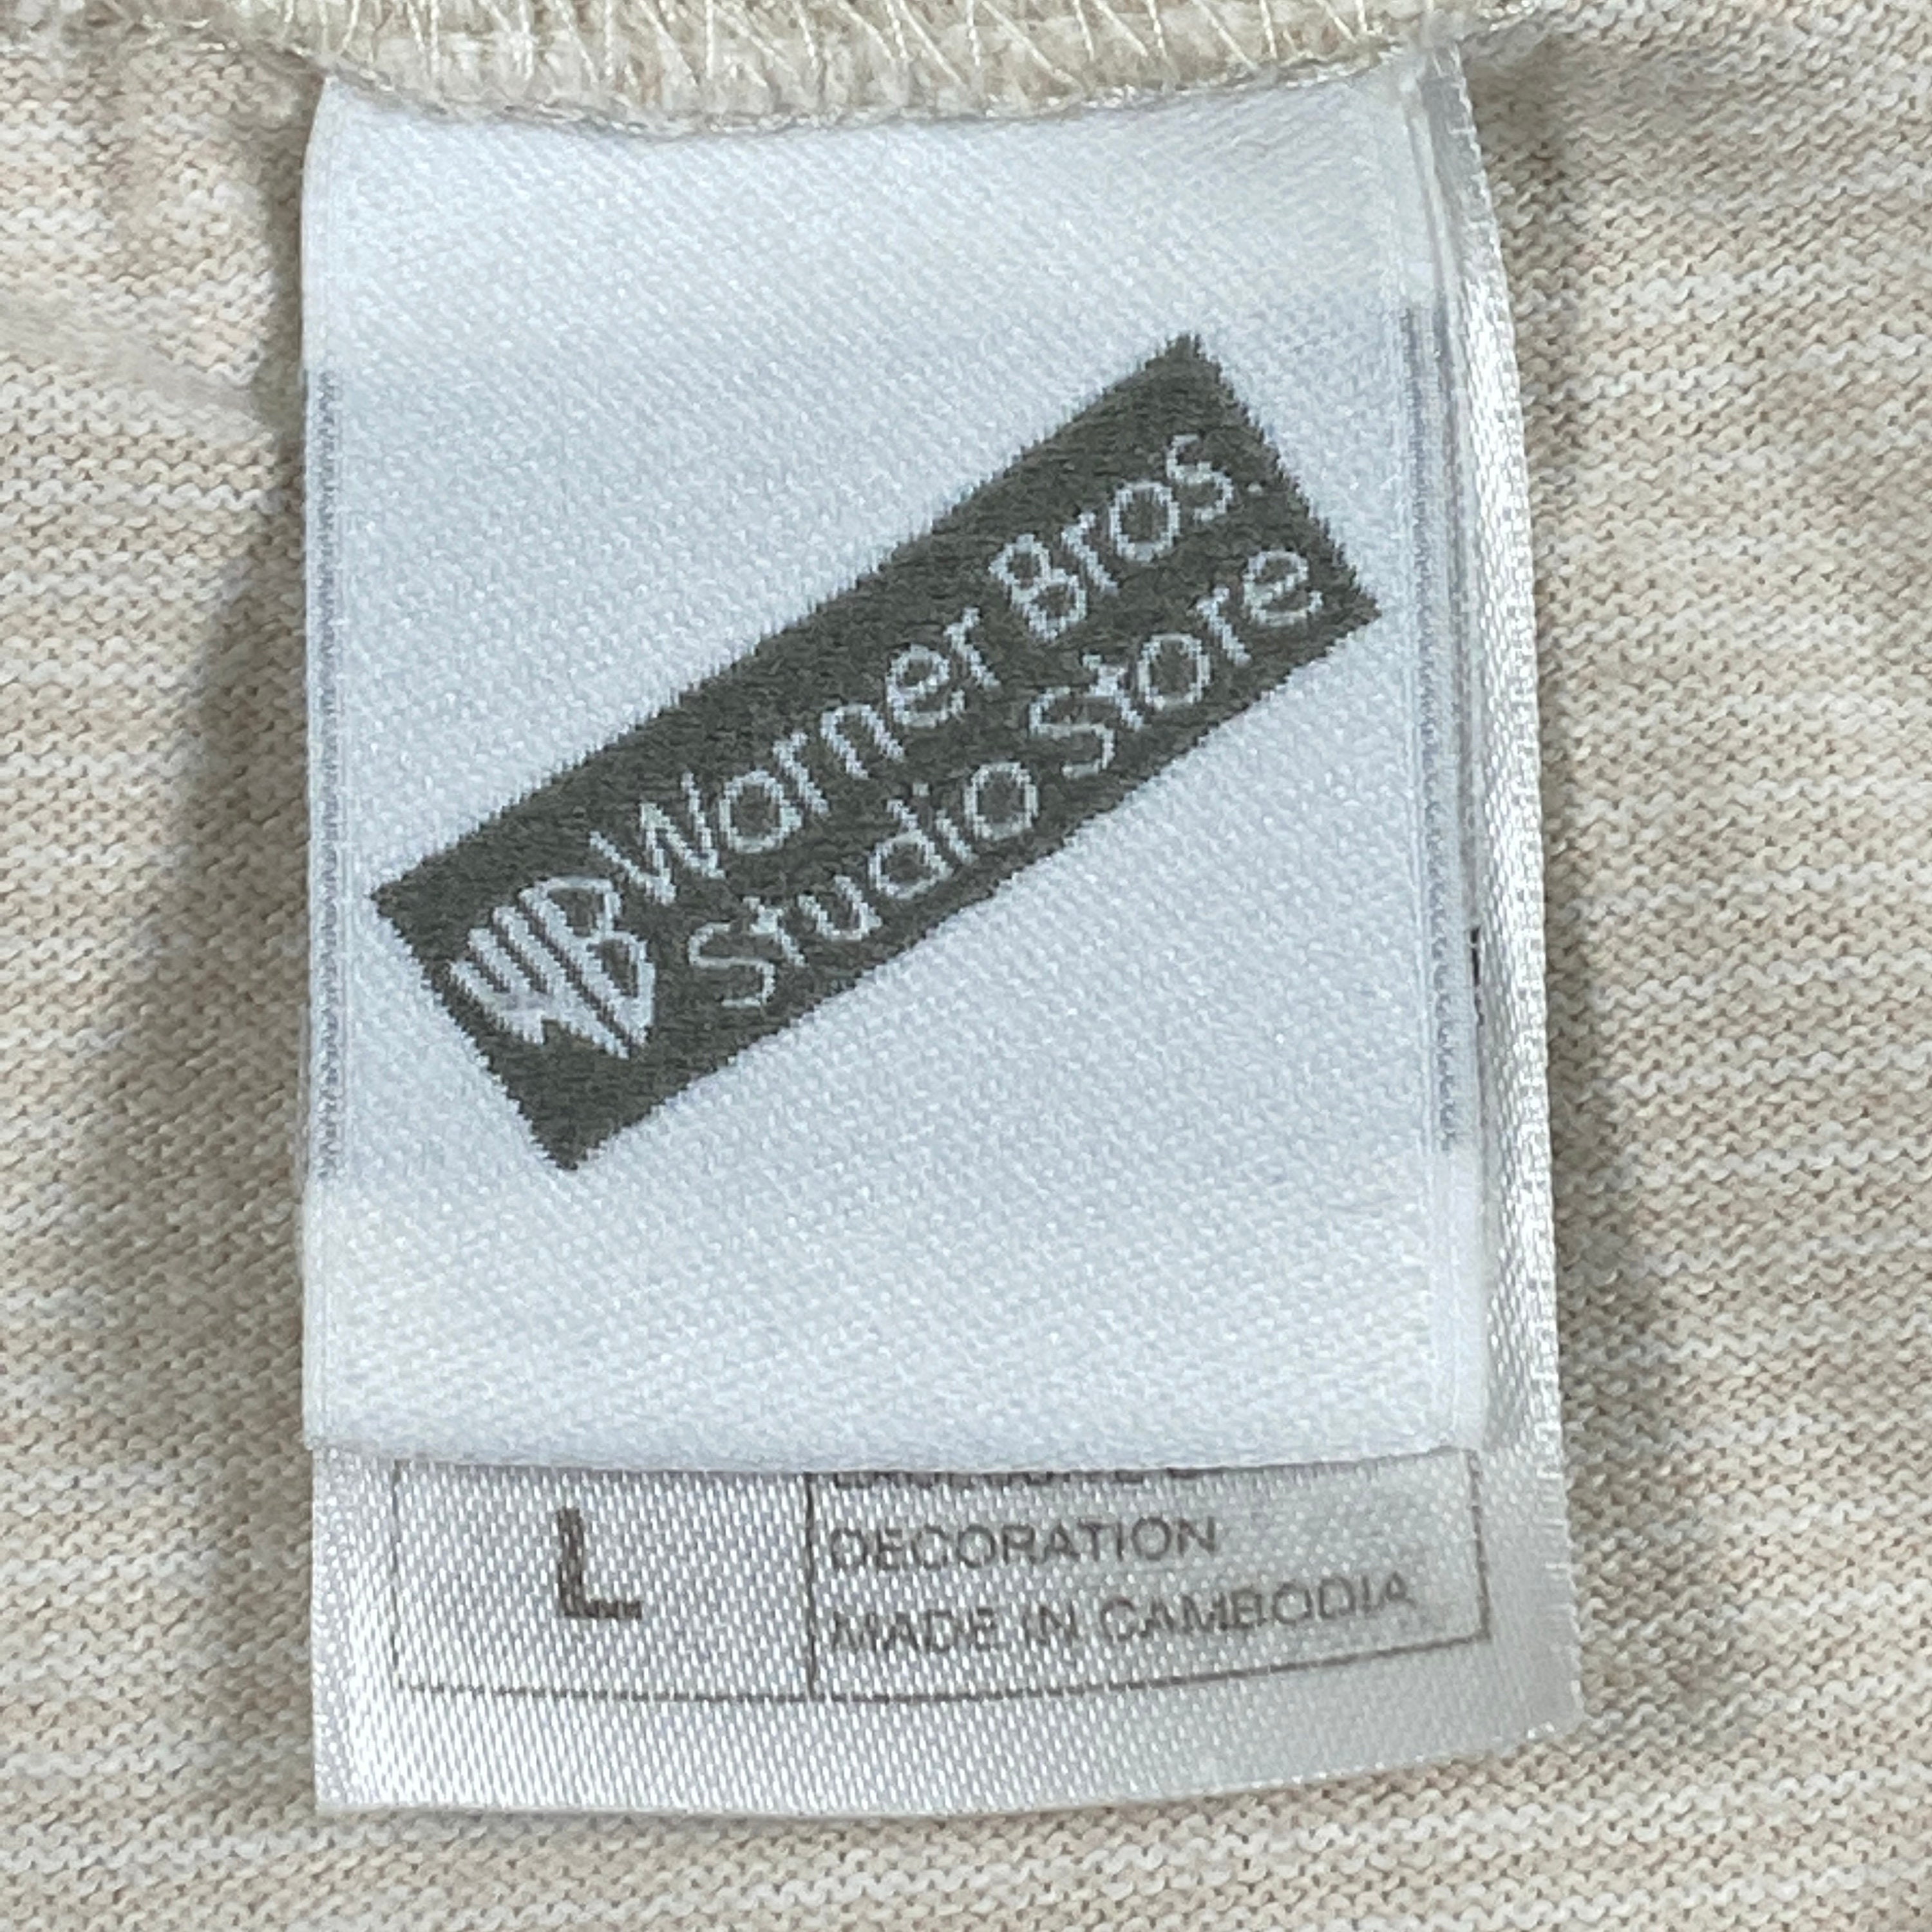 WB Warner Bros.
Studio Store
L
DECORATION
MADE IN CAMBODIA